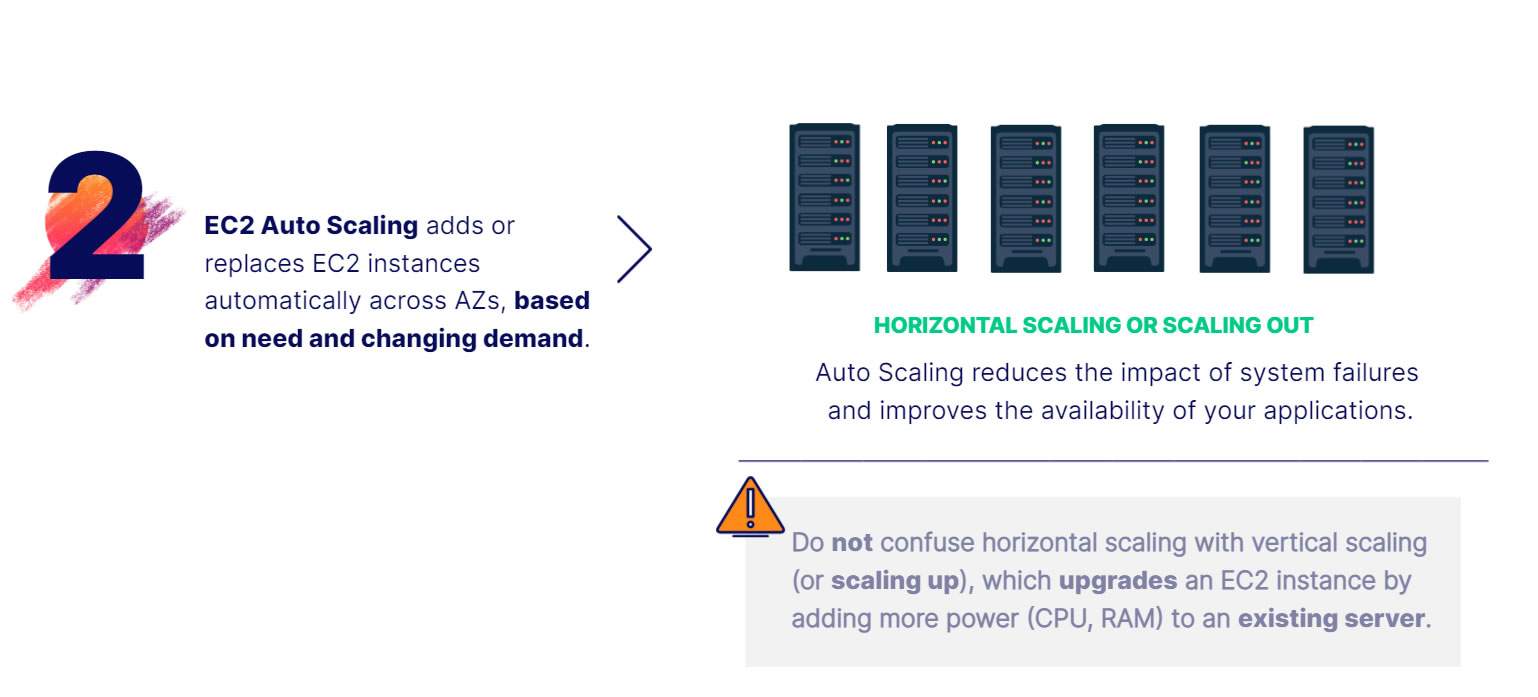 2
EC2 Auto Scaling adds or
replaces EC2 instances
automatically across AZs, based
on need and changing demand.
HORIZONTAL SCALING OR SCALING OUT
Auto Scaling reduces the impact of system failures
and improves the availability of your applications.
Do not confuse horizontal scaling with vertical scaling
(or scaling up), which upgrades an EC2 instance by
adding more power (CPU, RAM) to an existing server.